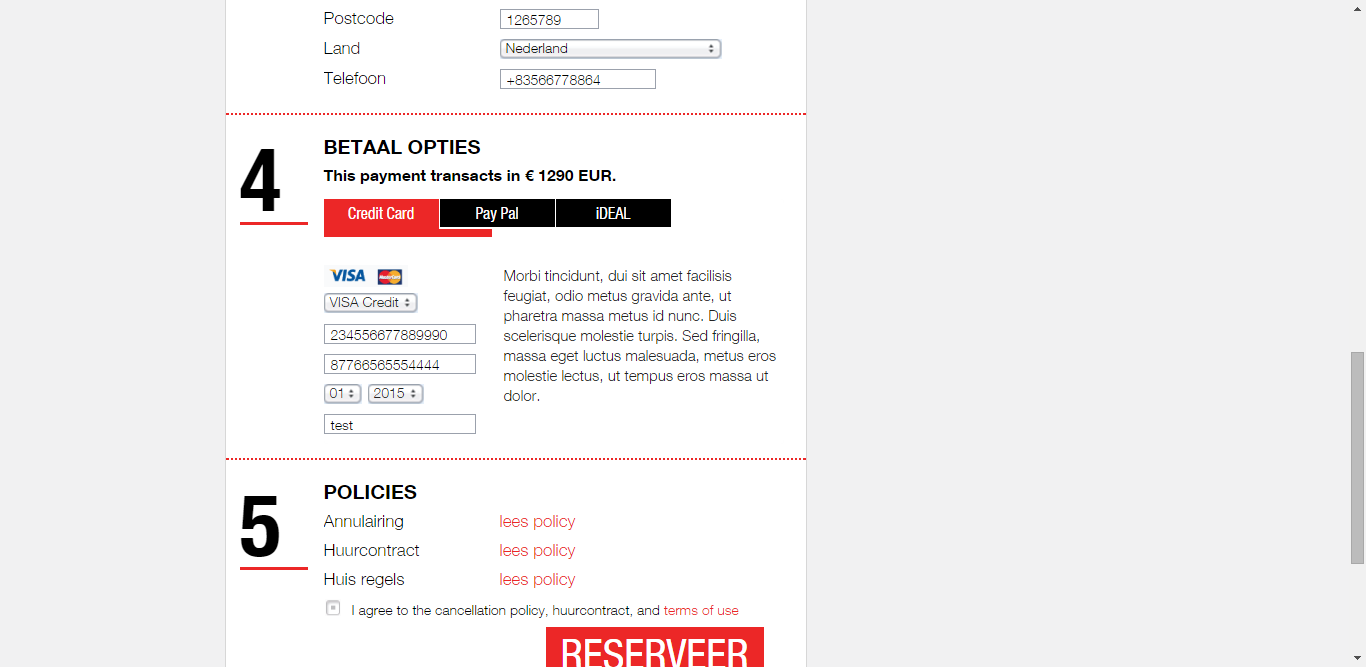 Postcode 1265789
Land Nederland
Telefoon +83566778864
4
BETAAL OPTIES
This payment transacts in € 1290 EUR.
Credit Card Pay Pal iDEAL
VISA MasterCard
VISA Credit
234556677889990
87766565554444
01 2015
test
Morbi tincidunt, dui sit amet facilisis
feugiat, odio metus gravida ante, ut
pharetra massa metus id nunc. Duis
scelerisque molestie turpis. Sed fringilla,
massa eget luctus malesuada, metus eros
molestie lectus, ut tempus eros massa ut
dolor.
5
POLICIES
Annulairing lees policy
Huurcontract lees policy
Huis regels lees policy
I agree to the cancellation policy, huurcontract, and terms of use
RESERVEER